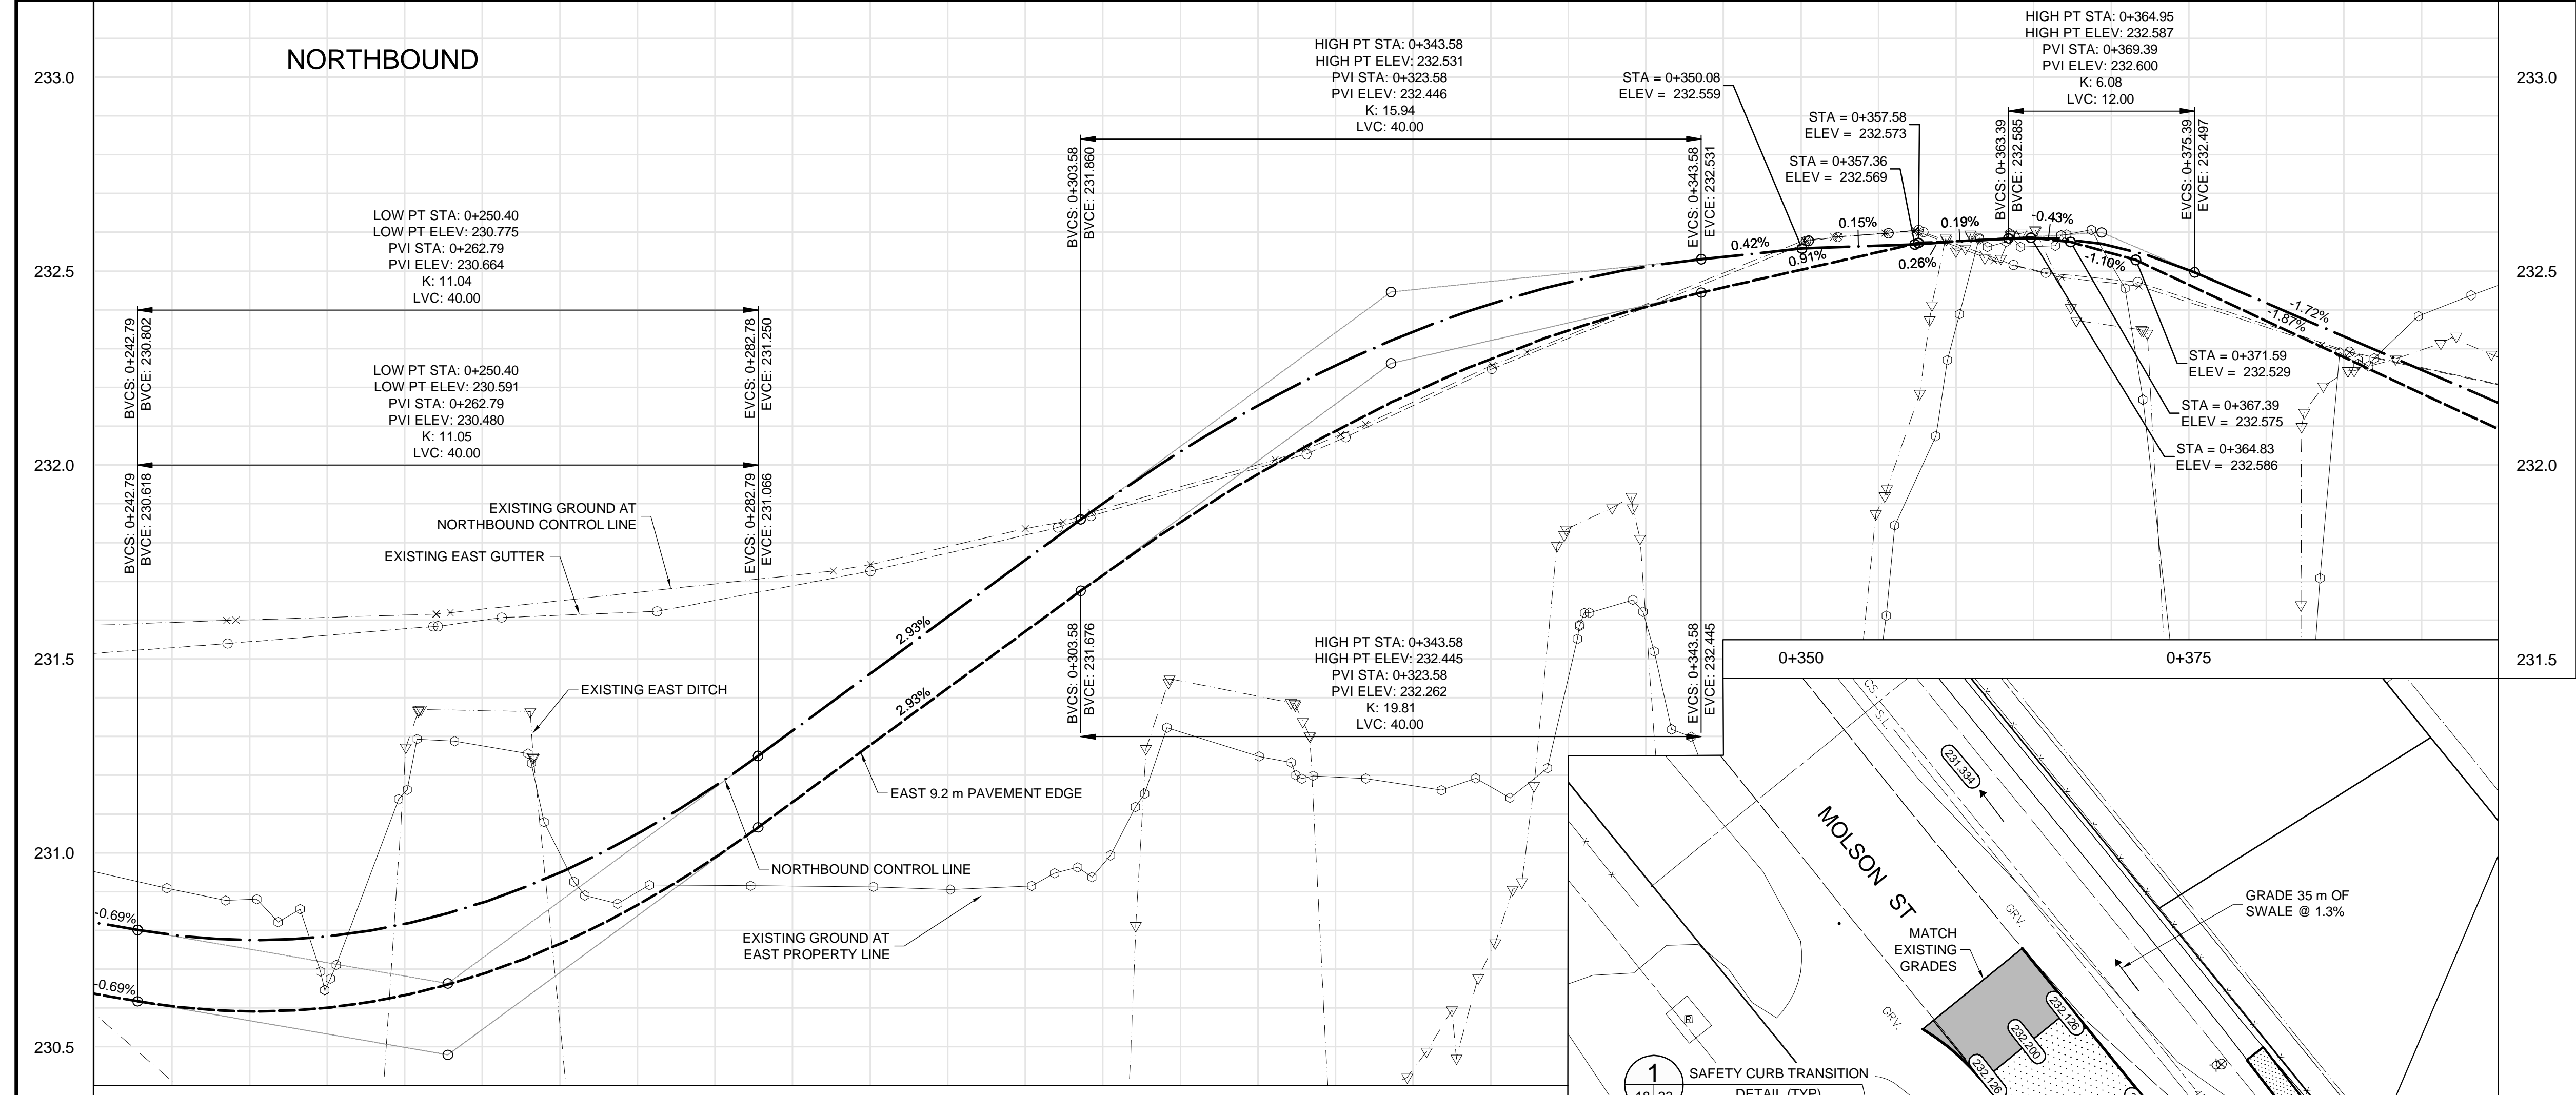 NORTHBOUND
233.0
232.5
232.0
231.5
231.0
230.5
LOW PT STA: 0+250.40
LOW PT ELEV: 230.775
PVI STA: 0+262.79
PVI ELEV: 230.664
K: 11.04
LVC: 40.00
BVCS: 0+242.79
BVCE: 230.802
EVCS: 0+282.78
EVCE: 231.250
LOW PT STA: 0+250.40
LOW PT ELEV: 230.591
PVI STA: 0+262.79
PVI ELEV: 230.480
K: 11.05
LVC: 40.00
BVCS: 0+242.79
BVCE: 230.618
EVCS: 0+282.79
EVCE: 231.066
EXISTING GROUND AT
NORTHBOUND CONTROL LINE
EXISTING EAST GUTTER
EXISTING EAST DITCH
-0.69%
-0.69%
2.93%
2.93%
EAST 9.2 m PAVEMENT EDGE
NORTHBOUND CONTROL LINE
EXISTING GROUND AT
EAST PROPERTY LINE
HIGH PT STA: 0+343.58
HIGH PT ELEV: 232.531
PVI STA: 0+323.58
PVI ELEV: 232.446
K: 15.94
LVC: 40.00
BVCS: 0+303.58
BVCE: 231.860
EVCS: 0+343.58
EVCE: 232.531
HIGH PT STA: 0+343.58
HIGH PT ELEV: 232.445
PVI STA: 0+323.58
PVI ELEV: 232.262
K: 19.81
LVC: 40.00
BVCS: 0+303.58
BVCE: 231.676
EVCS: 0+343.58
EVCE: 232.445
STA = 0+350.08
ELEV = 232.559
STA = 0+357.58
ELEV = 232.573
STA = 0+357.36
ELEV = 232.569
HIGH PT STA: 0+364.95
HIGH PT ELEV: 232.587
PVI STA: 0+369.39
PVI ELEV: 232.600
K: 6.08
LVC: 12.00
BVCS: 0+363.39
BVCE: 232.585
EVCS: 0+375.39
EVCE: 232.497
0.42%
0.15%
0.19%
-0.43%
0.91%
0.26%
-1.10%
-1.72%
-1.87%
STA = 0+371.59
ELEV = 232.529
STA = 0+367.39
ELEV = 232.575
STA = 0+364.83
ELEV = 232.586
0+350
0+375
233.0
232.5
232.0
231.5
CS.
S.L.
231.334
MOLSON ST
GRV.
GRV.
MATCH
EXISTING
GRADES
GRADE 35 m OF
SWALE @ 1.3%
232.126
232.200
232.126
1
18 22
SAFETY CURB TRANSITION
DETAIL (TYP)